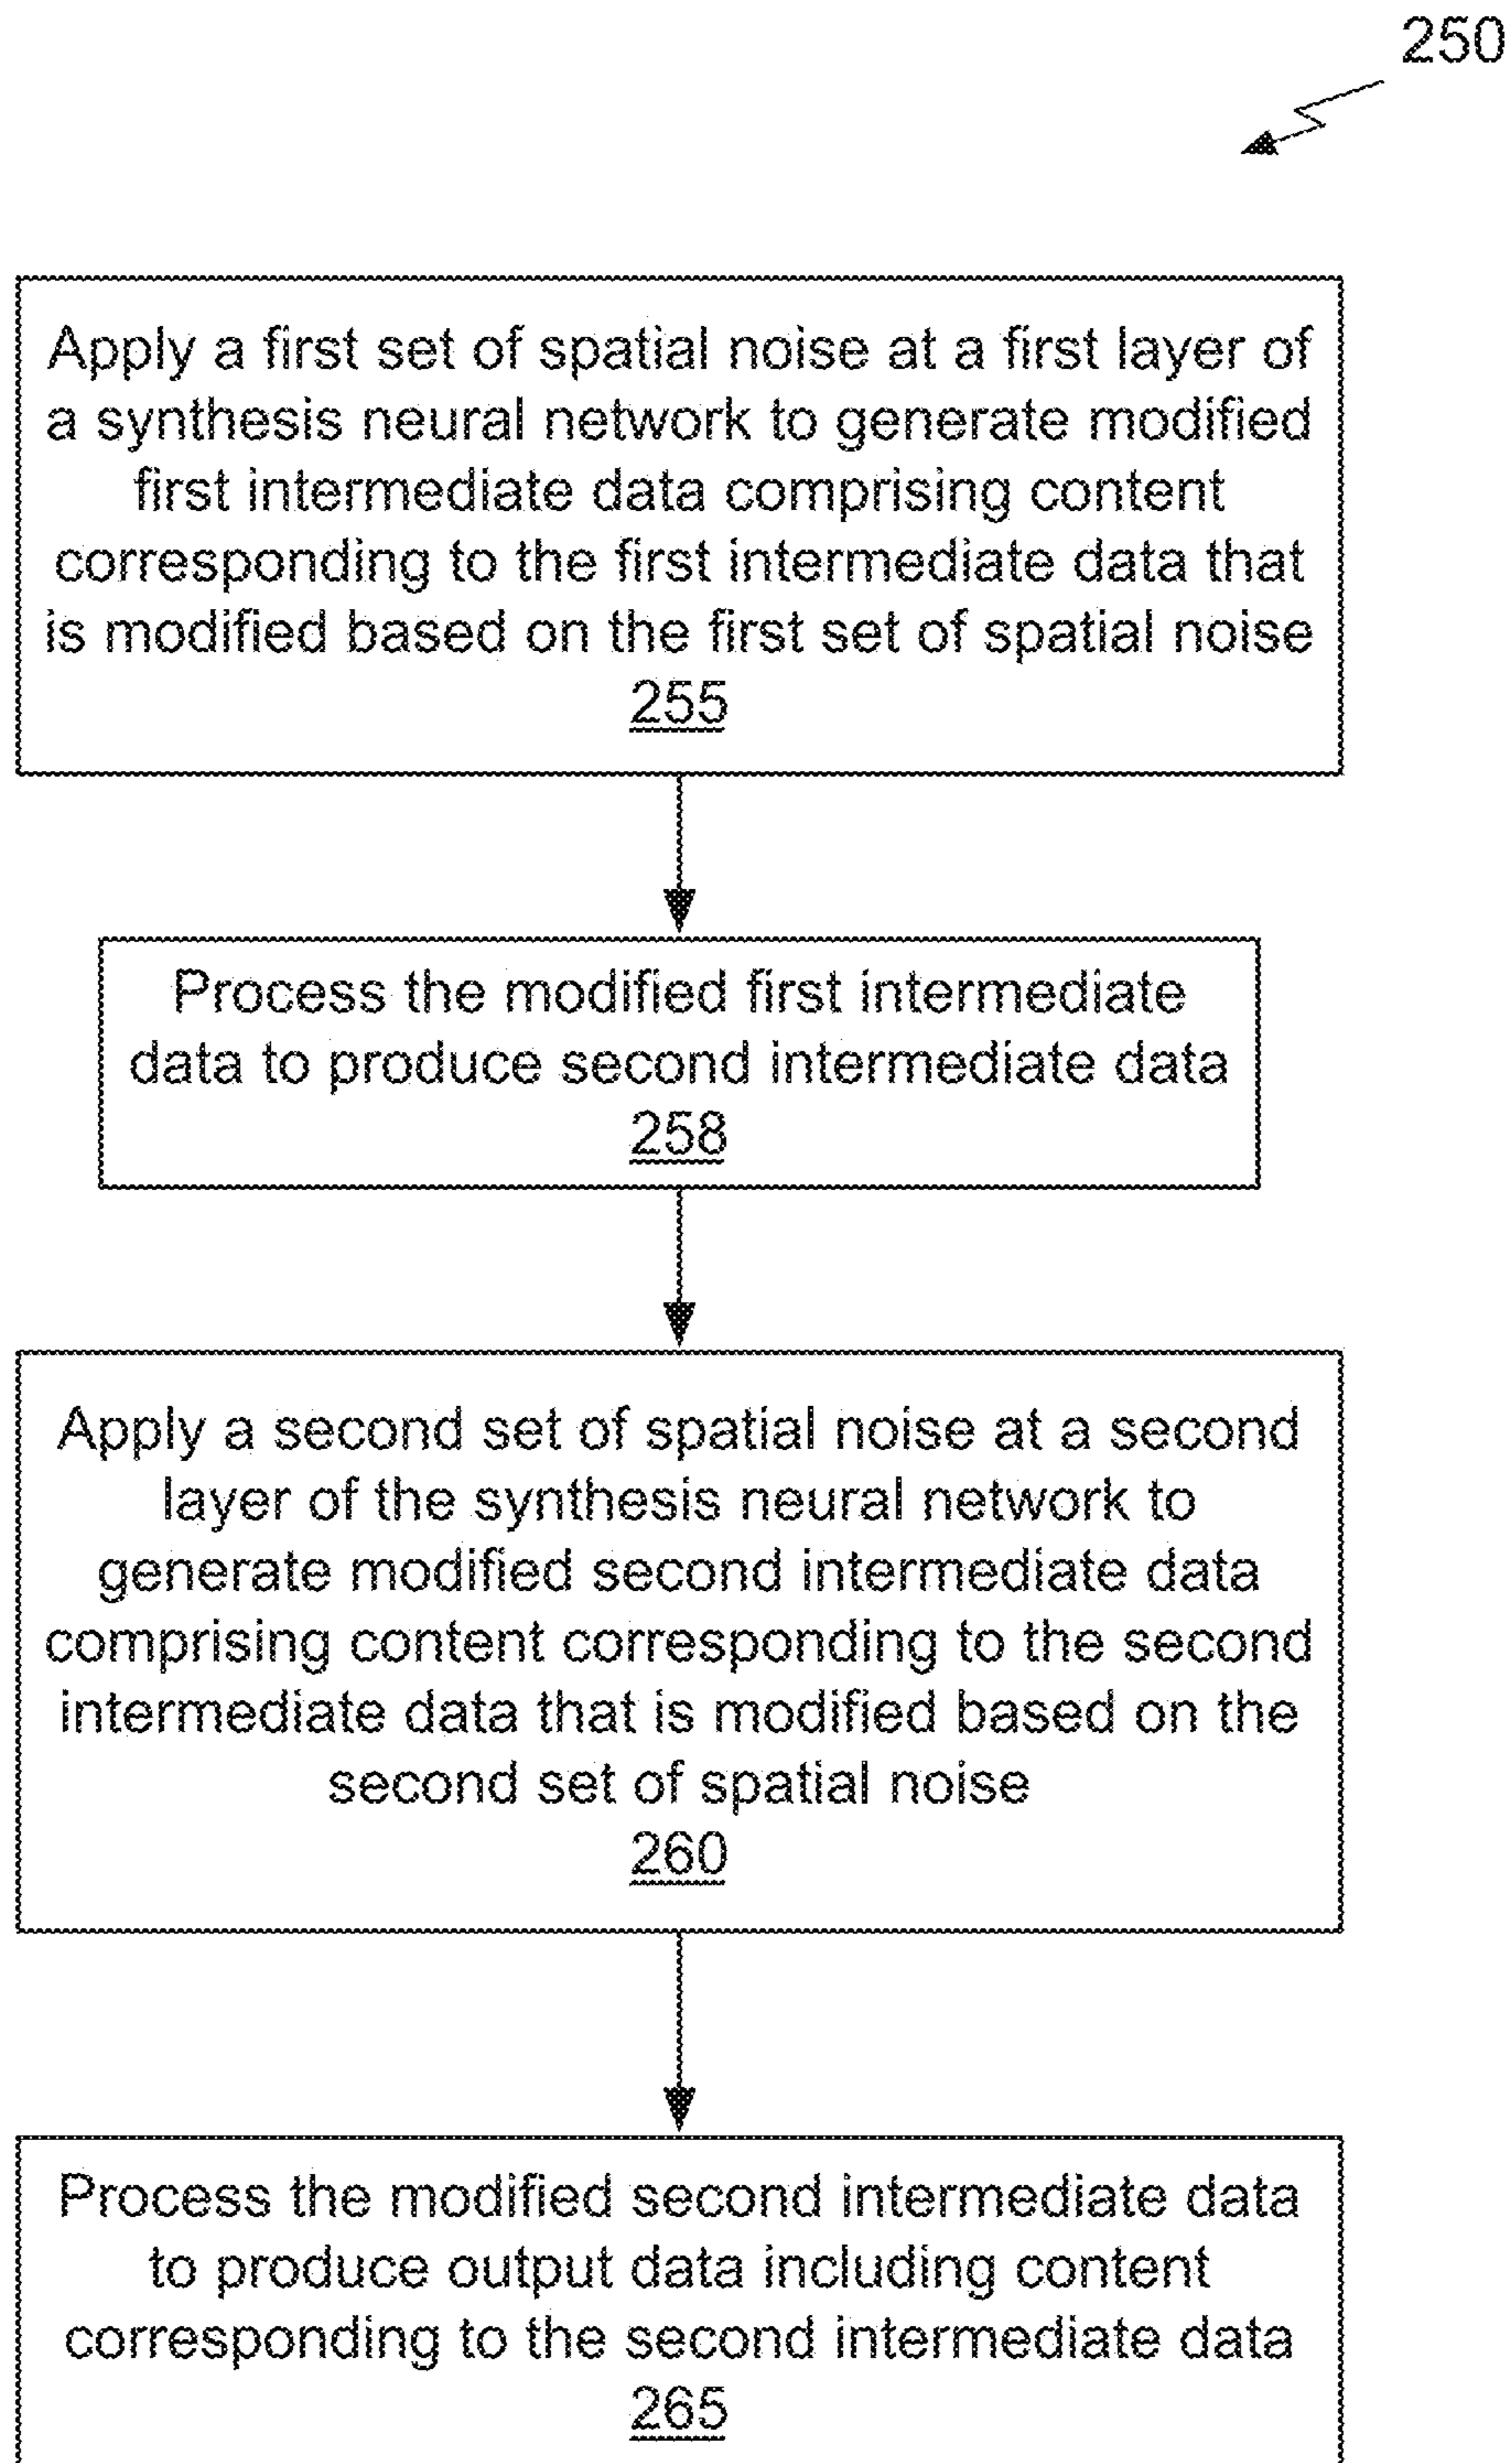 250
Apply a first set of spatial noise at a first layer of
a synthesis neural network to generate modified
first intermediate data comprising content
corresponding to the first intermediate data that
is modified based on the first set of spatial noise
255
Process the modified first intermediate
data to produce second intermediate data
258
Apply a second set of spatial noise at a second
layer of the synthesis neural network to
generate modified second intermediate data
comprising content corresponding to the second
intermediate data that is modified based on the
second set of spatial noise
260
Process the modified second intermediate data
to produce output data including content
corresponding to the second intermediate data
265